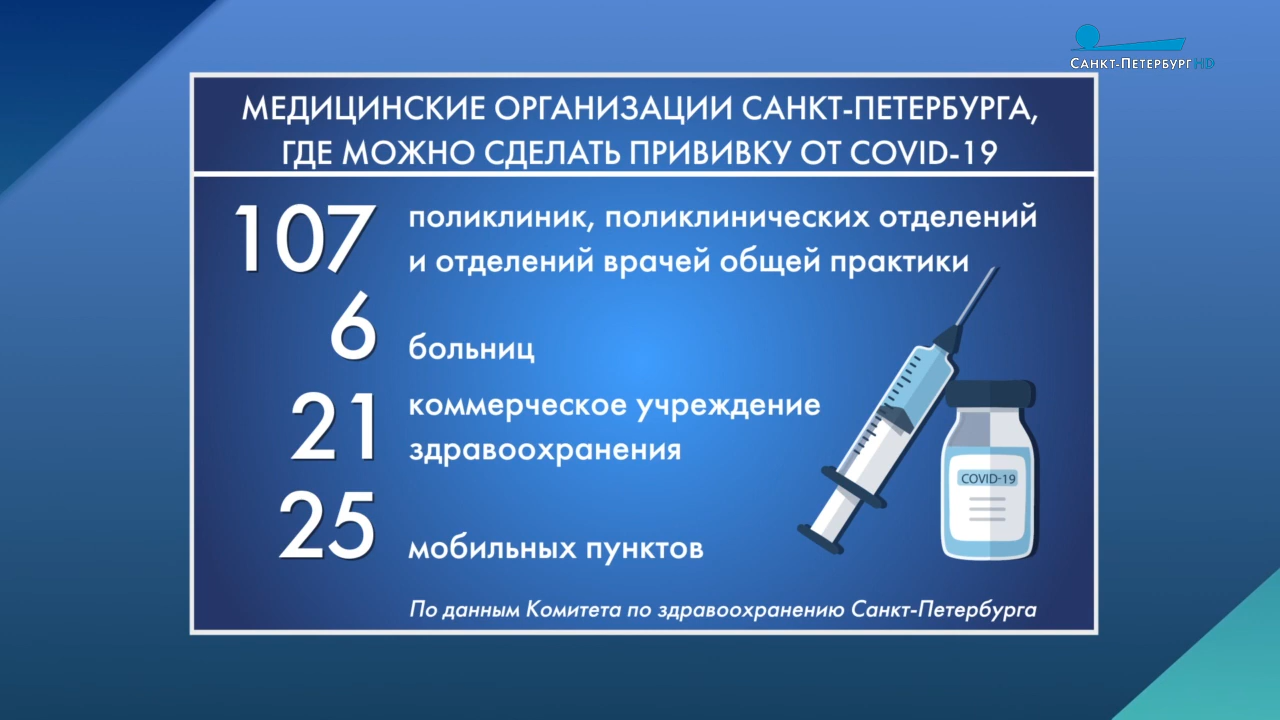 САНКТ-ПЕТЕРБУРГ HD
МЕДИЦИНСКИЕ ОРГАНИЗАЦИИ САНКТ-ПЕТЕРБУРГА,
ГДЕ МОЖНО СДЕЛАТЬ ПРИВИВКУ ОТ COVID-19
107 поликлиник, поликлинических отделений
и отделений врачей общей практики
6 больниц
21 коммерческое учреждение
здравоохранения
25 мобильных пунктов
COVID-19
По данным Комитета по здравоохранению Санкт-Петербурга